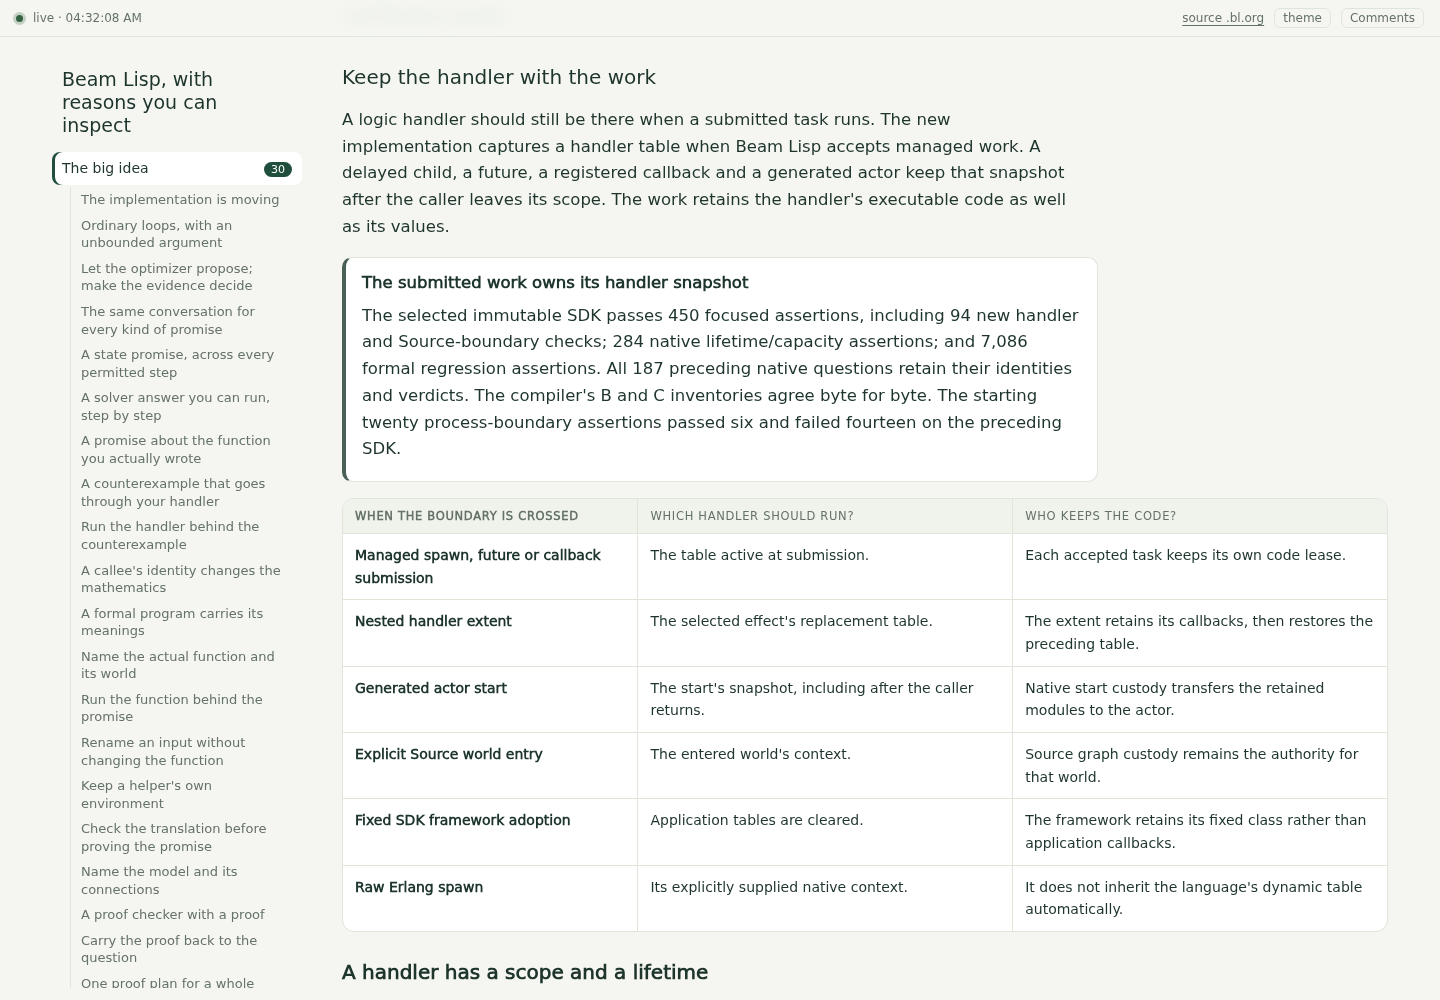 live · 04:32:08 AM
source .bl.org
theme
Comments
Beam Lisp, with
reasons you can
inspect
The big idea
30
The implementation is moving
Ordinary loops, with an
unbounded argument
Let the optimizer propose;
make the evidence decide
The same conversation for
every kind of promise
A state promise, across every
permitted step
A solver answer you can run,
step by step
A promise about the function
you actually wrote
A counterexample that goes
through your handler
Run the handler behind the
counterexample
A callee's identity changes the
mathematics
A formal program carries its
meanings
Name the actual function and
its world
Run the function behind the
promise
Rename an input without
changing the function
Keep a helper's own
environment
Check the translation before
proving the promise
Name the model and its
connections
A proof checker with a proof
Carry the proof back to the
question
One proof plan for a whole
Keep the handler with the work
A logic handler should still be there when a submitted task runs. The new
implementation captures a handler table when Beam Lisp accepts managed work. A
delayed child, a future, a registered callback and a generated actor keep that snapshot
after the caller leaves its scope. The work retains the handler's executable code as well
as its values.
The submitted work owns its handler snapshot
The selected immutable SDK passes 450 focused assertions, including 94 new handler
and Source-boundary checks; 284 native lifetime/capacity assertions; and 7,086
formal regression assertions. All 187 preceding native questions retain their identities
and verdicts. The compiler's B and C inventories agree byte for byte. The starting
twenty process-boundary assertions passed six and failed fourteen on the preceding
SDK.
WHEN THE BOUNDARY IS CROSSED
WHICH HANDLER SHOULD RUN?
WHO KEEPS THE CODE?
Managed spawn, future or callback
submission
The table active at submission.
Each accepted task keeps its own code lease.
Nested handler extent
The selected effect's replacement table.
The extent retains its callbacks, then restores the
preceding table.
Generated actor start
The start's snapshot, including after the caller
returns.
Native start custody transfers the retained
modules to the actor.
Explicit Source world entry
The entered world's context.
Source graph custody remains the authority for
that world.
Fixed SDK framework adoption
Application tables are cleared.
The framework retains its fixed class rather than
application callbacks.
Raw Erlang spawn
Its explicitly supplied native context.
It does not inherit the language's dynamic table
automatically.
A handler has a scope and a lifetime